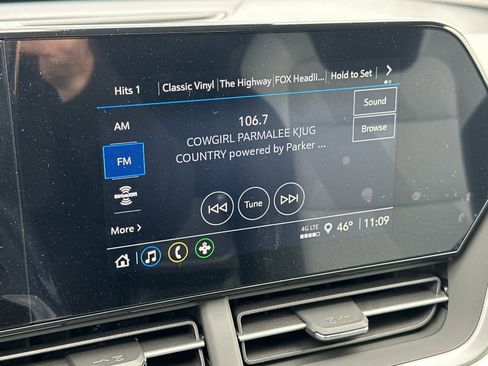 Hits 1 Classic Vinyl The Highway FOX Headli... Hold to Set
AM
106.7
Sound
FM
COWGIRL PARMALEE KJUG
COUNTRY powered by Parker ...
Browse
SiriusXM
Tune
More
4G LTE
46° 11:09